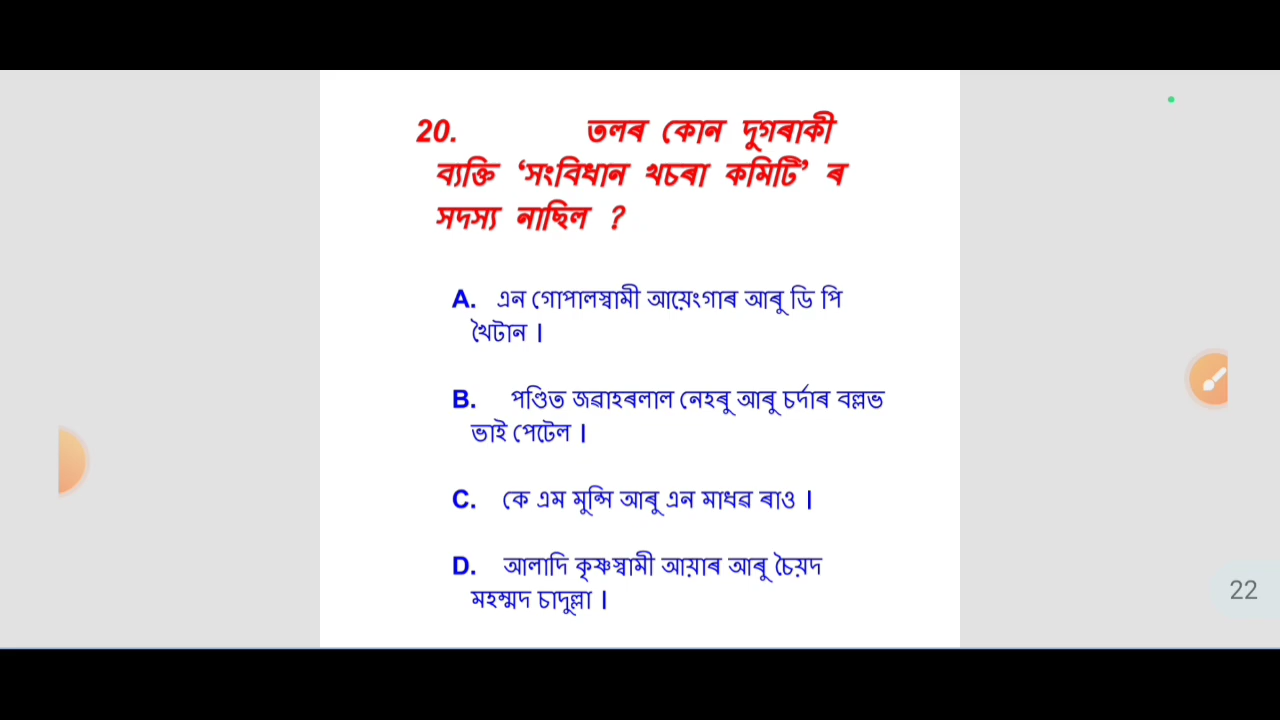 20. তলৰ কোন দুগৰাকী
ব্যক্তি ‘সংবিধান খচৰা কমিটি’ ৰ
সদস্য নাছিল ?
A. এন গোপালস্বামী আয়েংগাৰ আৰু ডি পি
খৈটান ।
B. পণ্ডিত জৱাহৰলাল নেহৰু আৰু চৰ্দাৰ বল্লভ
ভাই পেটেল ।
C. কে এম মুন্সি আৰু এন মাধৱ ৰাও ।
D. আলাদি কৃষ্ণস্বামী আয়াৰ আৰু চৈয়দ
মহম্মদ চাদুল্লা ।
22